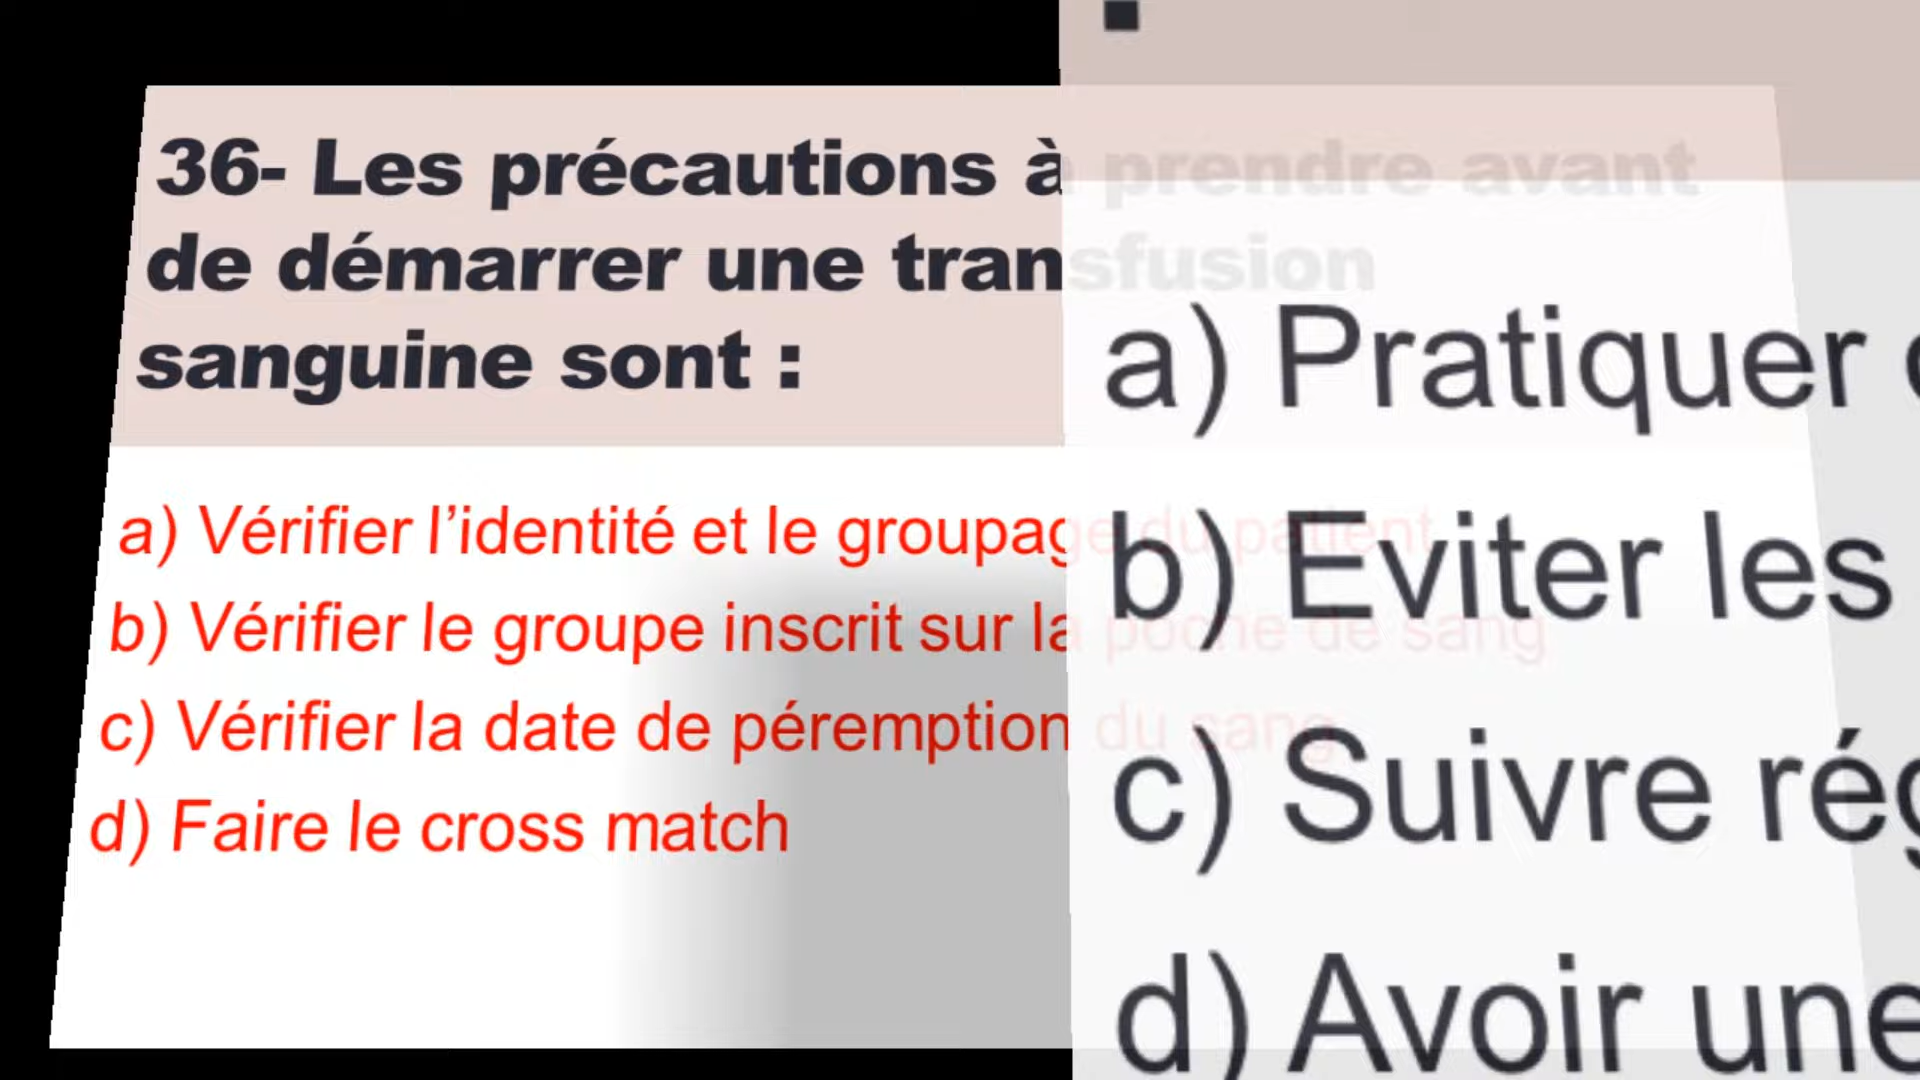 36- Les précautions à prendre avant
de démarrer une transfusion
sanguine sont :
a) Vérifier l’identité et le groupage du patient
b) Vérifier le groupe inscrit sur la poche de sang
c) Vérifier la date de péremption du sang
d) Faire le cross match
a) Pratiquer
b) Eviter les
c) Suivre
d) Avoir une